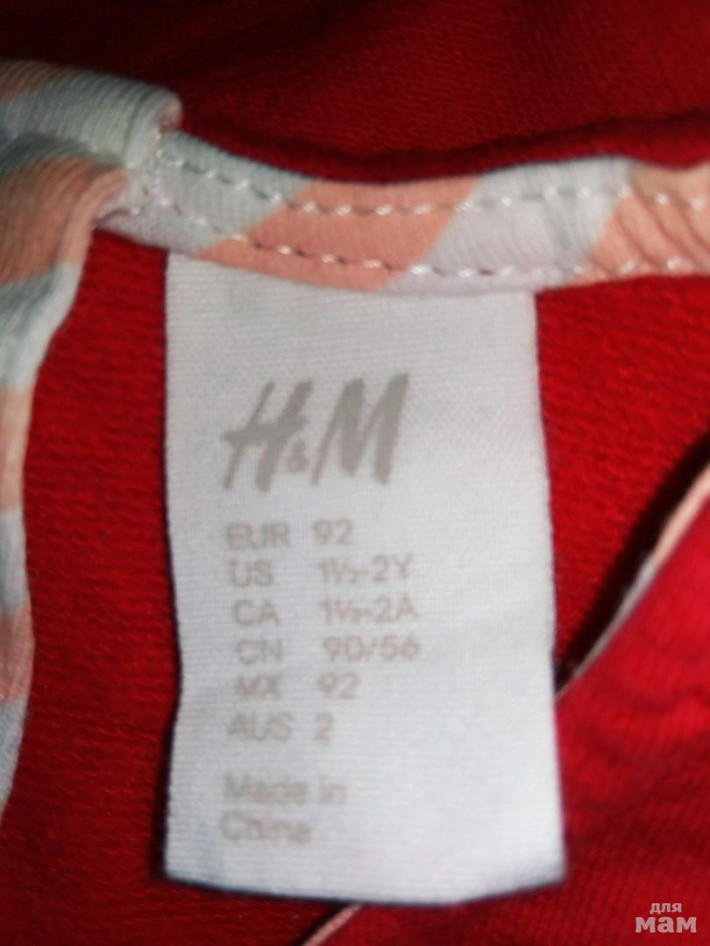 H&M
EUR 92
US 1½-2Y
CA 1½-2A
CN 90/56
MX 92
AUS 2
Made in
China
для
мам